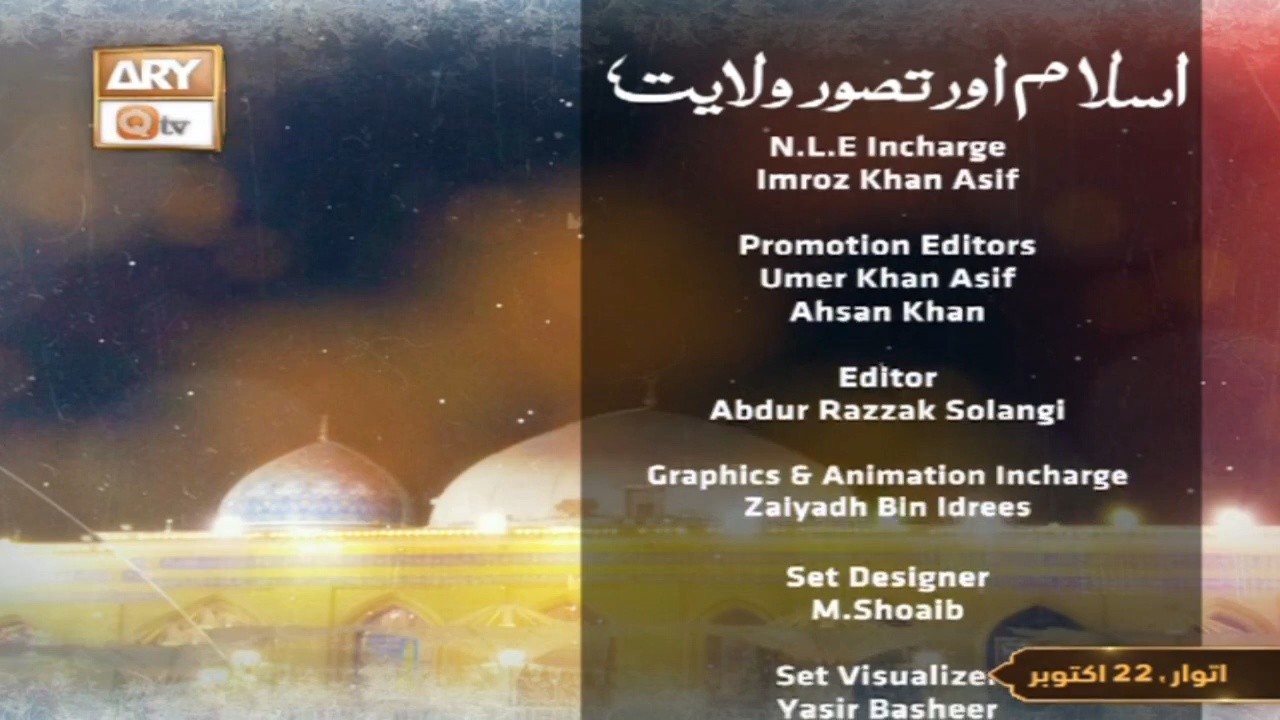 ARY
Qtv
اسلام اور تصور ولایت
N.L.E Incharge
Imroz Khan Asif
Promotion Editors
Umer Khan Asif
Ahsan Khan
Editor
Abdur Razzak Solangi
Graphics & Animation Incharge
Zaiyadh Bin Idrees
Set Designer
M.Shoaib
Set Visualizer
Yasir Basheer
اتوار، 22 اکتوبر